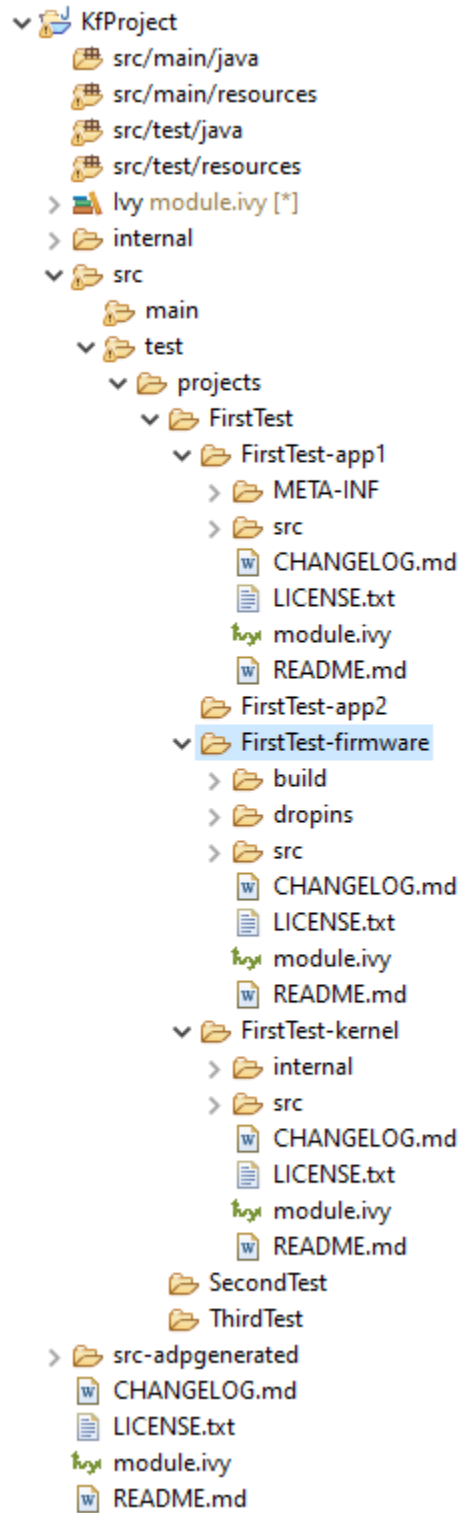 KfProject
src/main/java
src/main/resources
src/test/java
src/test/resources
Ivy module.ivy [*]
internal
src
main
test
projects
FirstTest
FirstTest-app1
META-INF
src
CHANGELOG.md
LICENSE.txt
module.ivy
README.md
FirstTest-app2
FirstTest-firmware
build
dropins
src
CHANGELOG.md
LICENSE.txt
module.ivy
README.md
FirstTest-kernel
internal
src
CHANGELOG.md
LICENSE.txt
module.ivy
README.md
SecondTest
ThirdTest
src-adpgenerated
CHANGELOG.md
LICENSE.txt
module.ivy
README.md